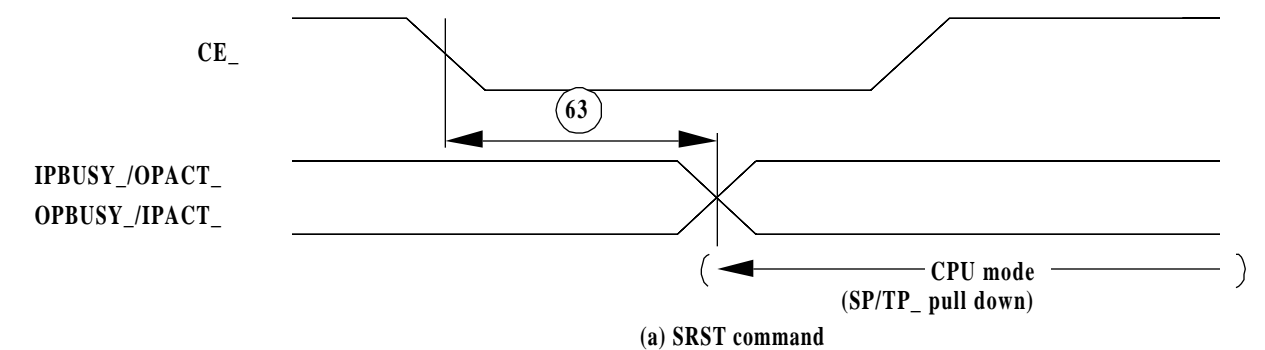 CE_
63
IPBUSY_/OPACT_
OPBUSY_/IPACT_
( CPU mode )
(SP/TP_ pull down)
(a) SRST command